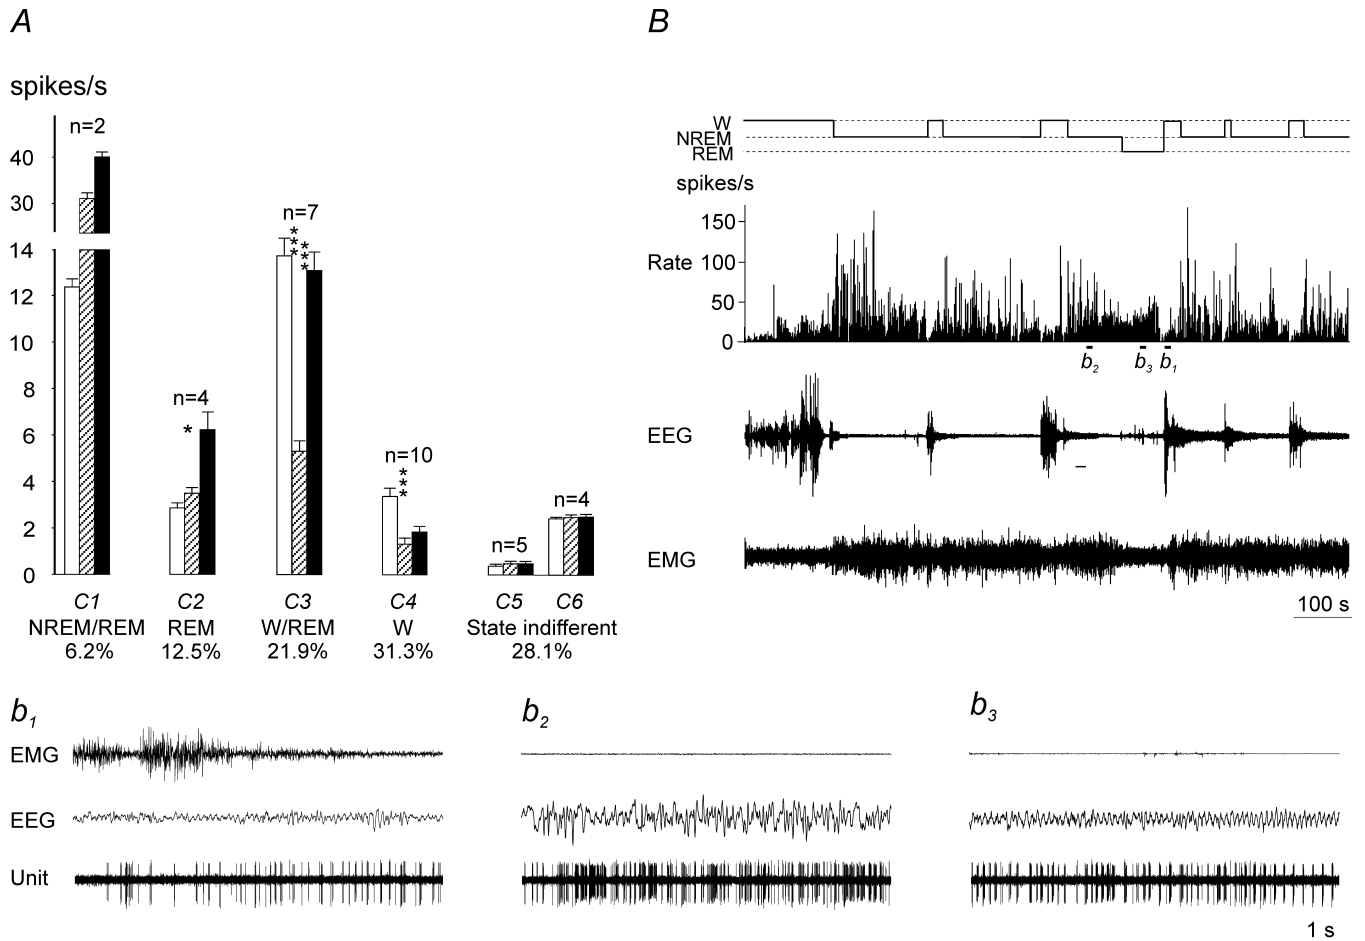 A
spikes/s
40
30
14
12
10
8
6
4
2
0
n=2
n=4
*
n=7
***
***
n=10
***
n=5
n=4
C1 C2 C3 C4 C5 C6
NREM/REM REM W/REM W State indifferent
6.2% 12.5% 21.9% 31.3% 28.1%
B
W
NREM
REM
spikes/s
150
Rate 100
50
0
b2 b3 b1
EEG
EMG
100 s
b1
EMG
EEG
Unit
b2
b3
1 s